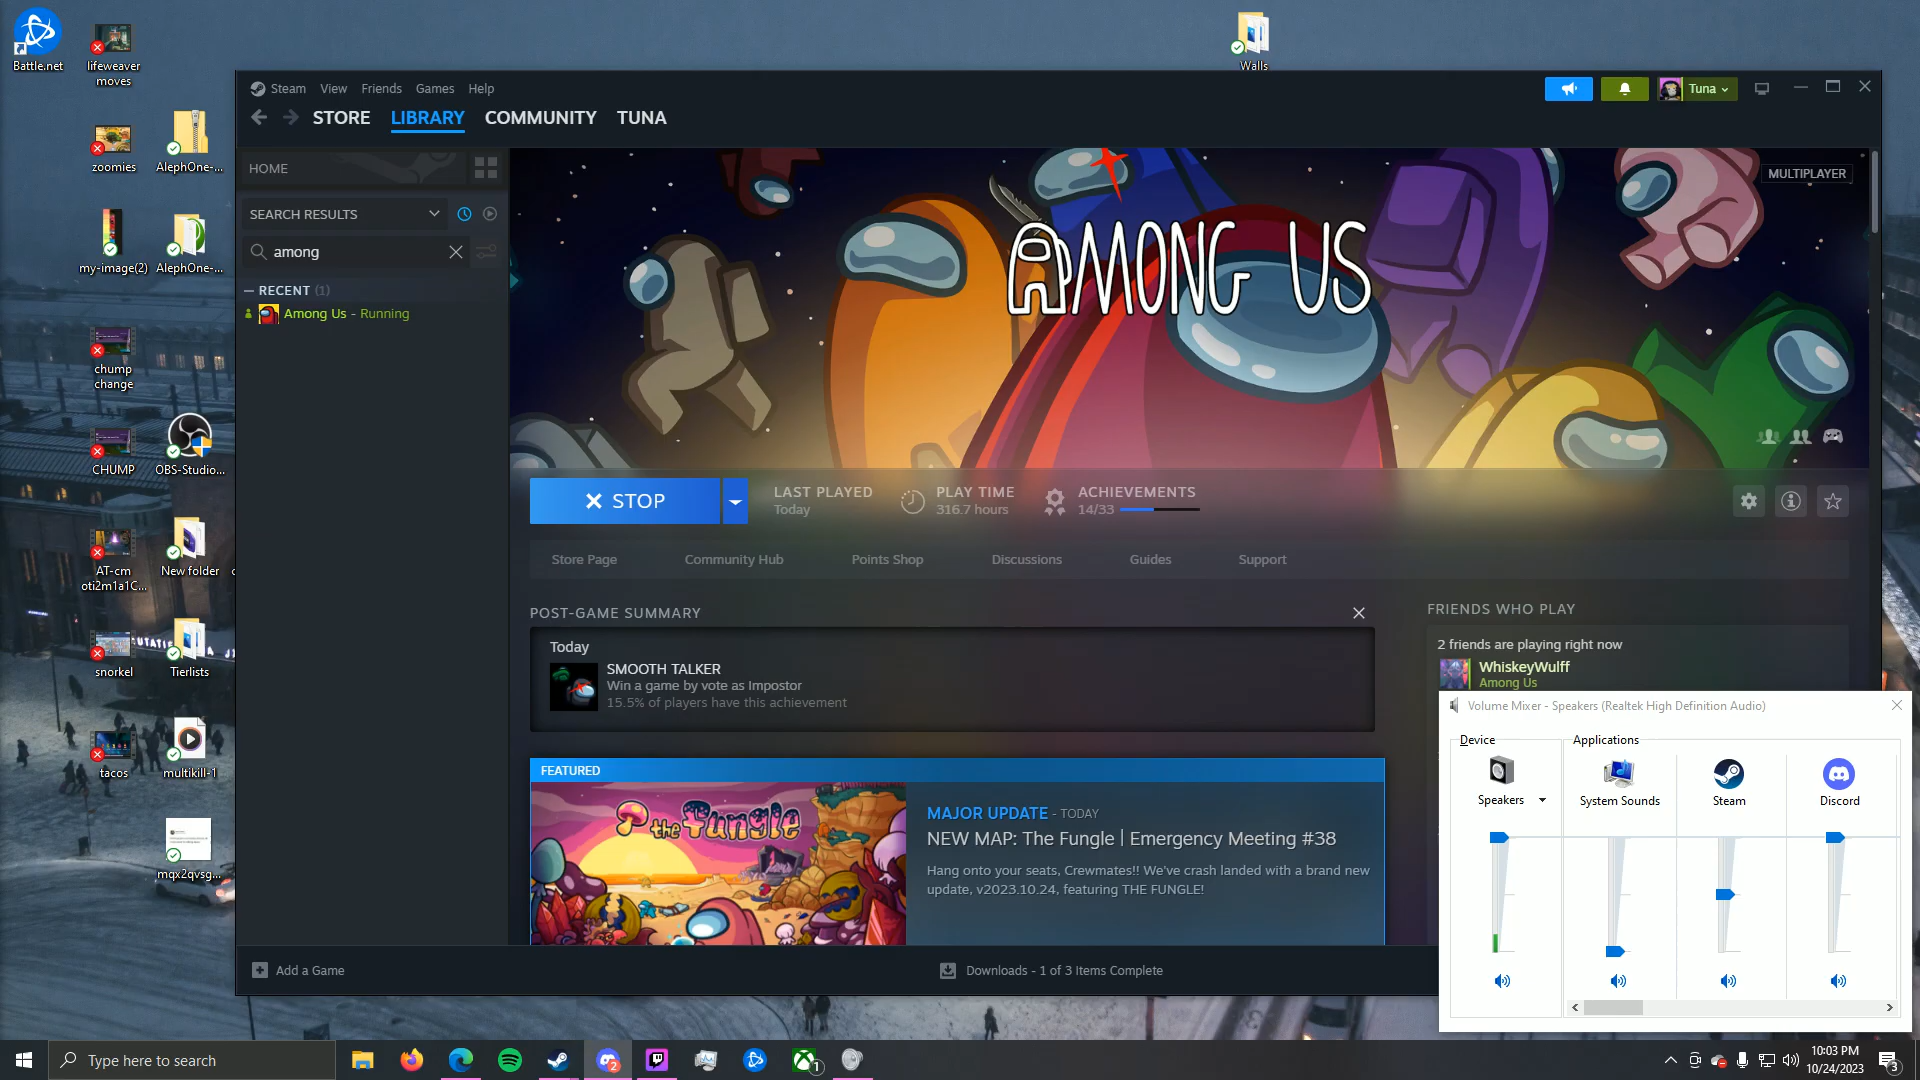 Battle.net
lifeweaver
moves
Walls
zoomies
AlephOne-...
my-image(2)
AlephOne-...
chump
change
CHUMP
OBS-Studio...
AT-cm
oti2m1a1C...
New folder
snorkel
Tierlists
tacos
multikill-1
mqx2qvsg...
Steam View Friends Games Help
Tuna
STORE LIBRARY COMMUNITY TUNA
HOME
SEARCH RESULTS
among
RECENT (1)
Among Us - Running
MULTIPLAYER
AMONG US
STOP
LAST PLAYED
Today
PLAY TIME
316.7 hours
ACHIEVEMENTS
14/33
Store Page Community Hub Points Shop Discussions Guides Support
POST-GAME SUMMARY
Today
SMOOTH TALKER
Win a game by vote as Impostor
15.5% of players have this achievement
FEATURED
the Fungle
MAJOR UPDATE - TODAY
NEW MAP: The Fungle | Emergency Meeting #38
Hang onto your seats, Crewmates!! We've crash landed with a brand new
update, v2023.10.24, featuring THE FUNGLE!
FRIENDS WHO PLAY
2 friends are playing right now
WhiskeyWulff
Among Us
Volume Mixer - Speakers (Realtek High Definition Audio)
Device
Applications
Speakers
System Sounds
Steam
Discord
Add a Game
Downloads - 1 of 3 Items Complete
Type here to search
2
1
10:03 PM
10/24/2023
3